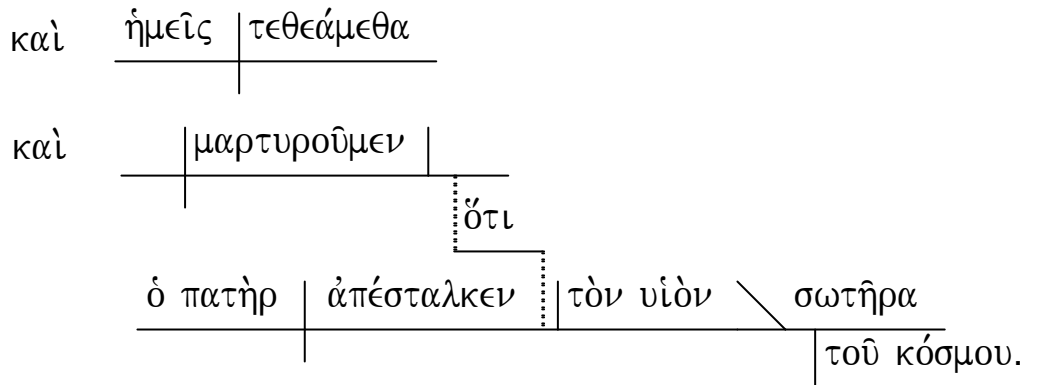 καὶ ἡμεῖς τεθεάμεθα
καὶ μαρτυροῦμεν
ὅτι
ὁ πατὴρ ἀπέσταλκεν τὸν υἱὸν σωτῆρα
τοῦ κόσμου.